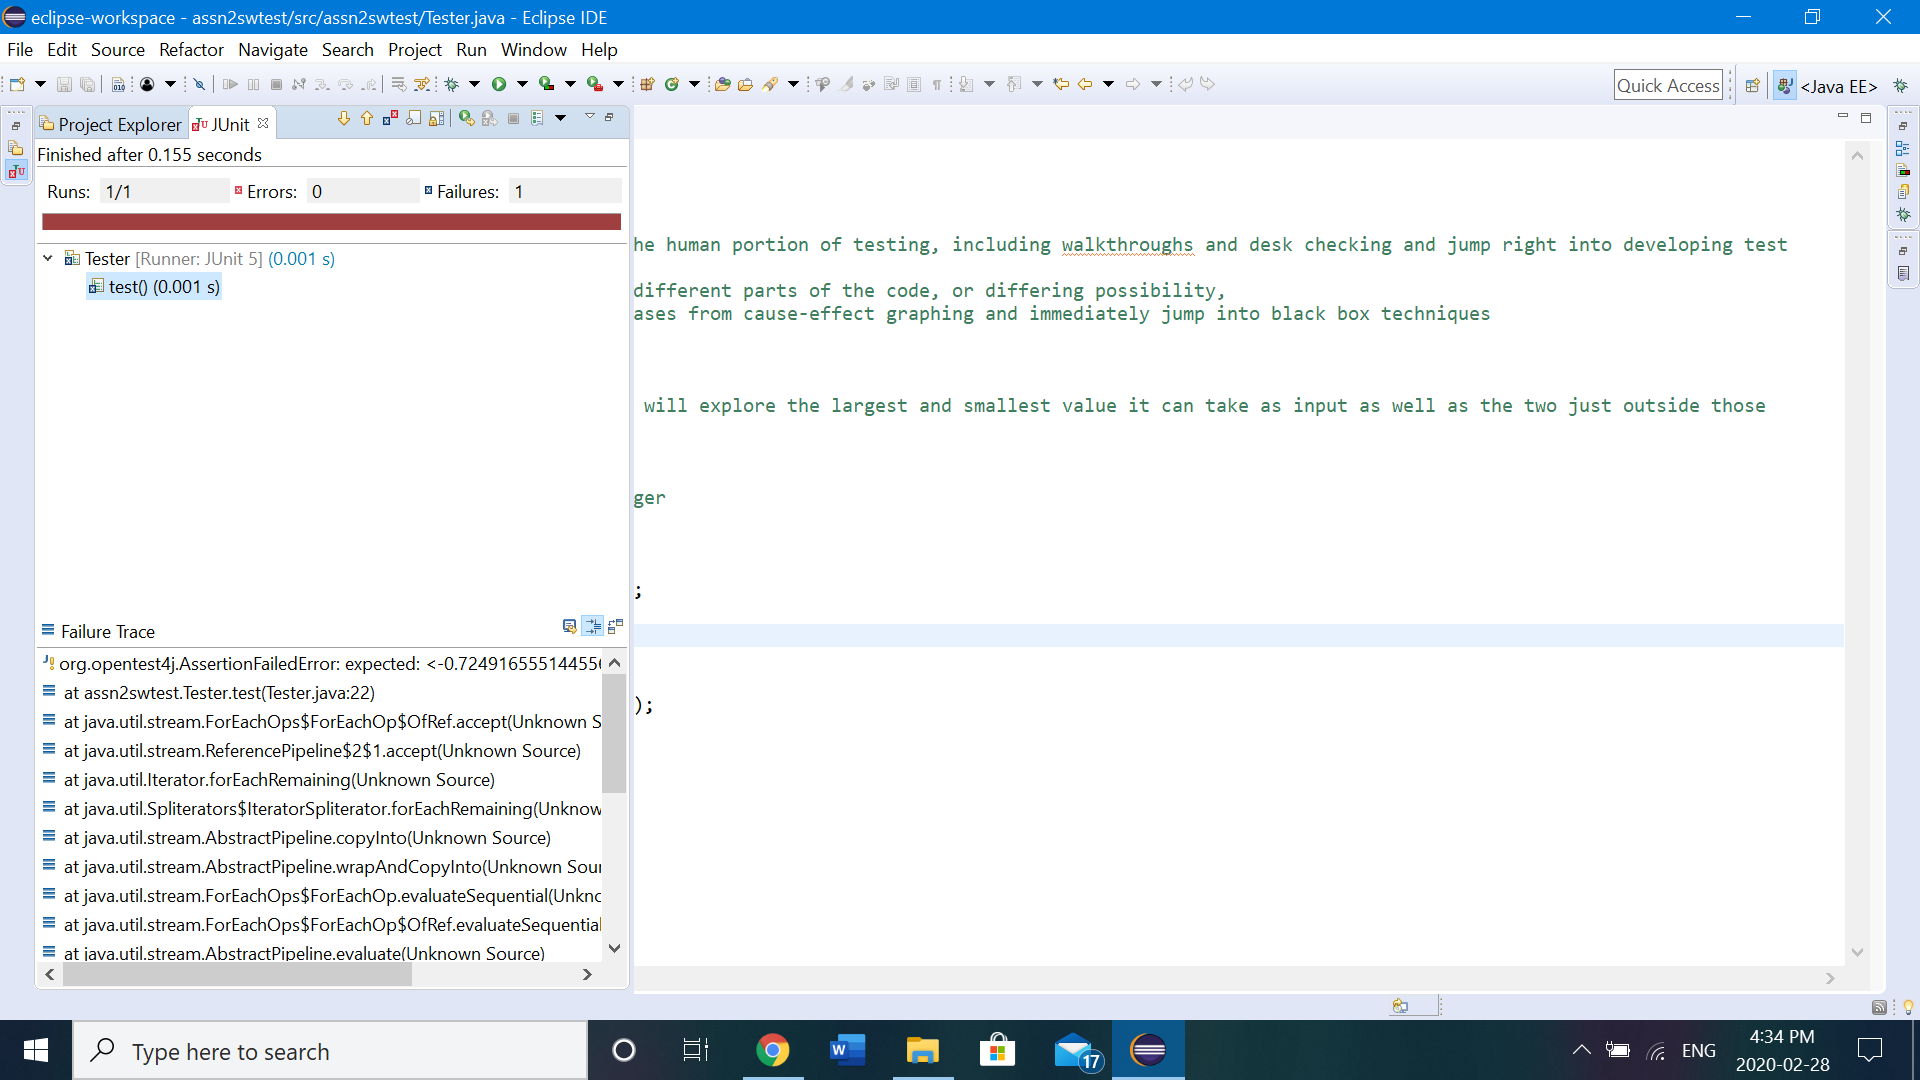 eclipse-workspace - assn2swtest/src/assn2swtest/Tester.java - Eclipse IDE
File Edit Source Refactor Navigate Search Project Run Window Help
Quick Access
<Java EE>
Project Explorer
JUnit
Finished after 0.155 seconds
Runs: 1/1 Errors: 0 Failures: 1
Tester [Runner: JUnit 5] (0.001 s)
test() (0.001 s)
Failure Trace
org.opentest4j.AssertionFailedError: expected: <-0.7249165551445564
at assn2swtest.Tester.test(Tester.java:22)
at java.util.stream.ForEachOps$ForEachOp$OfRef.accept(Unknown S
at java.util.stream.ReferencePipeline$2$1.accept(Unknown Source)
at java.util.Iterator.forEachRemaining(Unknown Source)
at java.util.Spliterators$IteratorSpliterator.forEachRemaining(Unknow
at java.util.stream.AbstractPipeline.copyInto(Unknown Source)
at java.util.stream.AbstractPipeline.wrapAndCopyInto(Unknown Sour
at java.util.stream.ForEachOps$ForEachOp.evaluateSequential(Unkno
at java.util.stream.ForEachOps$ForEachOp$OfRef.evaluateSequential
at java.util.stream.AbstractPipeline.evaluate(Unknown Source)
he human portion of testing, including walkthroughs and desk checking and jump right into developing test
different parts of the code, or differing possibility,
ases from cause-effect graphing and immediately jump into black box techniques
will explore the largest and smallest value it can take as input as well as the two just outside those
ger
;
);
Type here to search
17
ENG
4:34 PM
2020-02-28